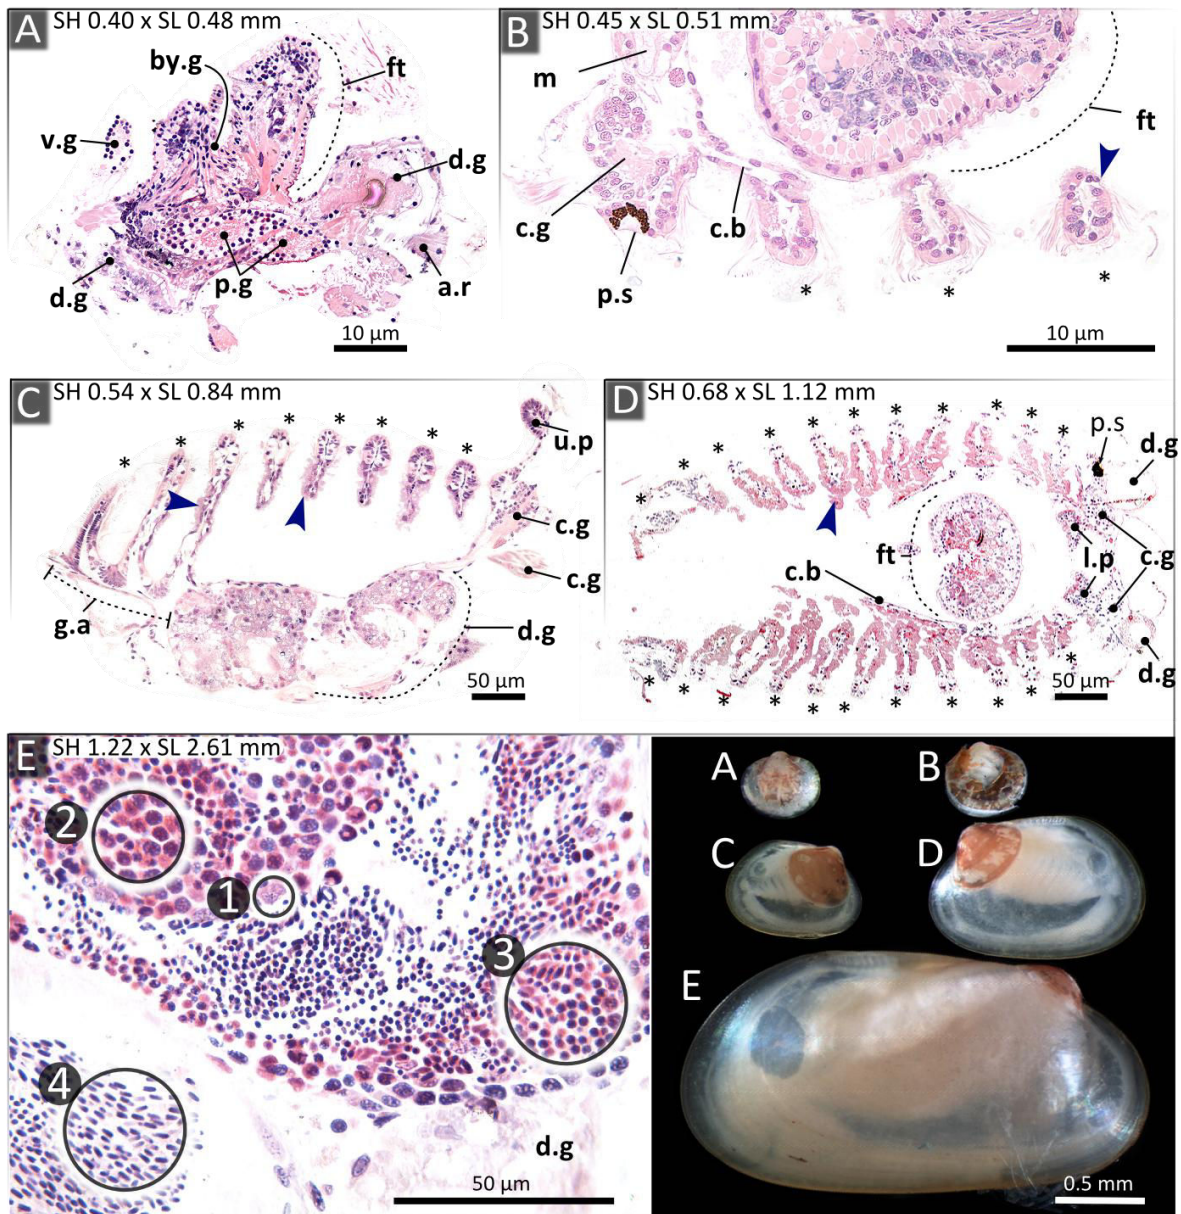 A SH 0.40 x SL 0.48 mm
by.g
ft
v.g
d.g
d.g
p.g
a.r
10 µm
B SH 0.45 x SL 0.51 mm
m
ft
c.g
c.b
p.s
* * *
10 µm
C SH 0.54 x SL 0.84 mm
* * * * * * *
u.p
c.g
c.g
g.a
d.g
50 µm
D SH 0.68 x SL 1.12 mm
* * * * * * * * * * *
p.s
d.g
ft
l.p
c.g
c.b
d.g
* * * * * * * * * *
50 µm
E SH 1.22 x SL 2.61 mm
2
1
3
4
d.g
50 µm
A B
C D
E
0.5 mm